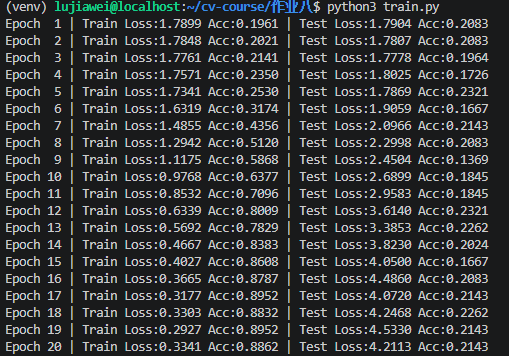 (venv) lujiawei@localhost:~/cv-course/作业八$ python3 train.py
Epoch  1 | Train Loss:1.7899 Acc:0.1961 | Test Loss:1.7904 Acc:0.2083
Epoch  2 | Train Loss:1.7848 Acc:0.2021 | Test Loss:1.7807 Acc:0.2083
Epoch  3 | Train Loss:1.7761 Acc:0.2141 | Test Loss:1.7778 Acc:0.1964
Epoch  4 | Train Loss:1.7571 Acc:0.2350 | Test Loss:1.8025 Acc:0.1726
Epoch  5 | Train Loss:1.7341 Acc:0.2530 | Test Loss:1.7869 Acc:0.2321
Epoch  6 | Train Loss:1.6319 Acc:0.3174 | Test Loss:1.9059 Acc:0.1667
Epoch  7 | Train Loss:1.4855 Acc:0.4356 | Test Loss:2.0966 Acc:0.2143
Epoch  8 | Train Loss:1.2942 Acc:0.5120 | Test Loss:2.2998 Acc:0.2083
Epoch  9 | Train Loss:1.1175 Acc:0.5868 | Test Loss:2.4504 Acc:0.1369
Epoch 10 | Train Loss:0.9768 Acc:0.6377 | Test Loss:2.6899 Acc:0.1845
Epoch 11 | Train Loss:0.8532 Acc:0.7096 | Test Loss:2.9583 Acc:0.1845
Epoch 12 | Train Loss:0.6339 Acc:0.8009 | Test Loss:3.6140 Acc:0.2321
Epoch 13 | Train Loss:0.5692 Acc:0.7829 | Test Loss:3.3853 Acc:0.2262
Epoch 14 | Train Loss:0.4667 Acc:0.8383 | Test Loss:3.8230 Acc:0.2024
Epoch 15 | Train Loss:0.4027 Acc:0.8608 | Test Loss:4.0500 Acc:0.1667
Epoch 16 | Train Loss:0.3665 Acc:0.8787 | Test Loss:4.4860 Acc:0.2083
Epoch 17 | Train Loss:0.3177 Acc:0.8952 | Test Loss:4.0720 Acc:0.2143
Epoch 18 | Train Loss:0.3303 Acc:0.8832 | Test Loss:4.2468 Acc:0.2262
Epoch 19 | Train Loss:0.2927 Acc:0.8952 | Test Loss:4.5330 Acc:0.2143
Epoch 20 | Train Loss:0.3341 Acc:0.8862 | Test Loss:4.2113 Acc:0.2143